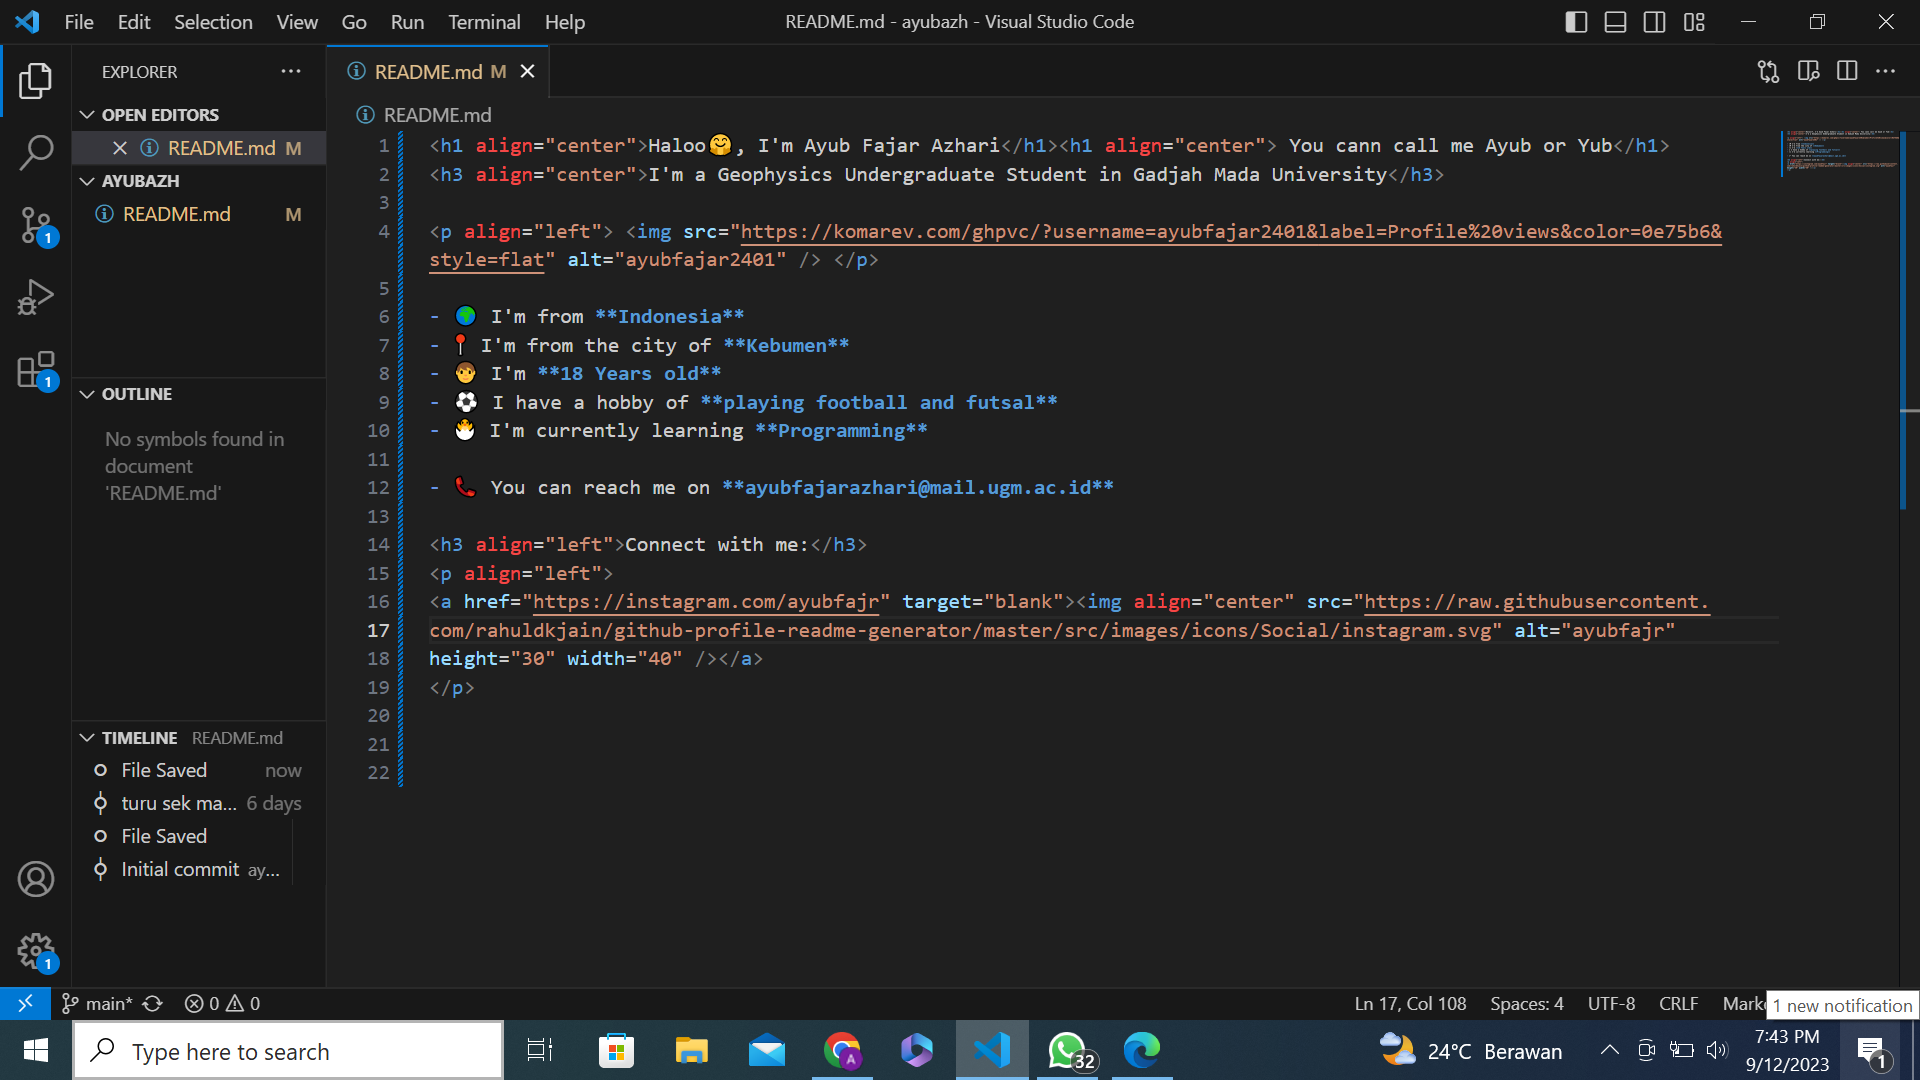 File Edit Selection View Go Run Terminal Help
README.md - ayubazh - Visual Studio Code
EXPLORER
OPEN EDITORS
README.md M
AYUBAZH
README.md M
OUTLINE
No symbols found in
document
'README.md'
TIMELINE README.md
File Saved now
turu sek ma... 6 days
File Saved
Initial commit ay...
1
1
1
README.md M
README.md
1 <h1 align="center">Haloo🤗, I'm Ayub Fajar Azhari</h1><h1 align="center"> You cann call me Ayub or Yub</h1>
2 <h3 align="center">I'm a Geophysics Undergraduate Student in Gadjah Mada University</h3>
3
4 <p align="left"> <img src="https://komarev.com/ghpvc/?username=ayubfajar2401&label=Profile%20views&color=0e75b6&
style=flat" alt="ayubfajar2401" /> </p>
5
6 - 🌍 I'm from **Indonesia**
7 - 📍 I'm from the city of **Kebumen**
8 - 🧑 I'm **18 Years old**
9 - ⚽ I have a hobby of **playing football and futsal**
10 - 🐣 I'm currently learning **Programming**
11
12 - 📞 You can reach me on **ayubfajarazhari@mail.ugm.ac.id**
13
14 <h3 align="left">Connect with me:</h3>
15 <p align="left">
16 <a href="https://instagram.com/ayubfajr" target="blank"><img align="center" src="https://raw.githubusercontent.
17 com/rahuldkjain/github-profile-readme-generator/master/src/images/icons/Social/instagram.svg" alt="ayubfajr"
18 height="30" width="40" /></a>
19 </p>
20
21
22
main* 0 0
Ln 17, Col 108 Spaces: 4 UTF-8 CRLF Mark
1 new notification
Type here to search
A
32
24°C Berawan
7:43 PM
9/12/2023
1